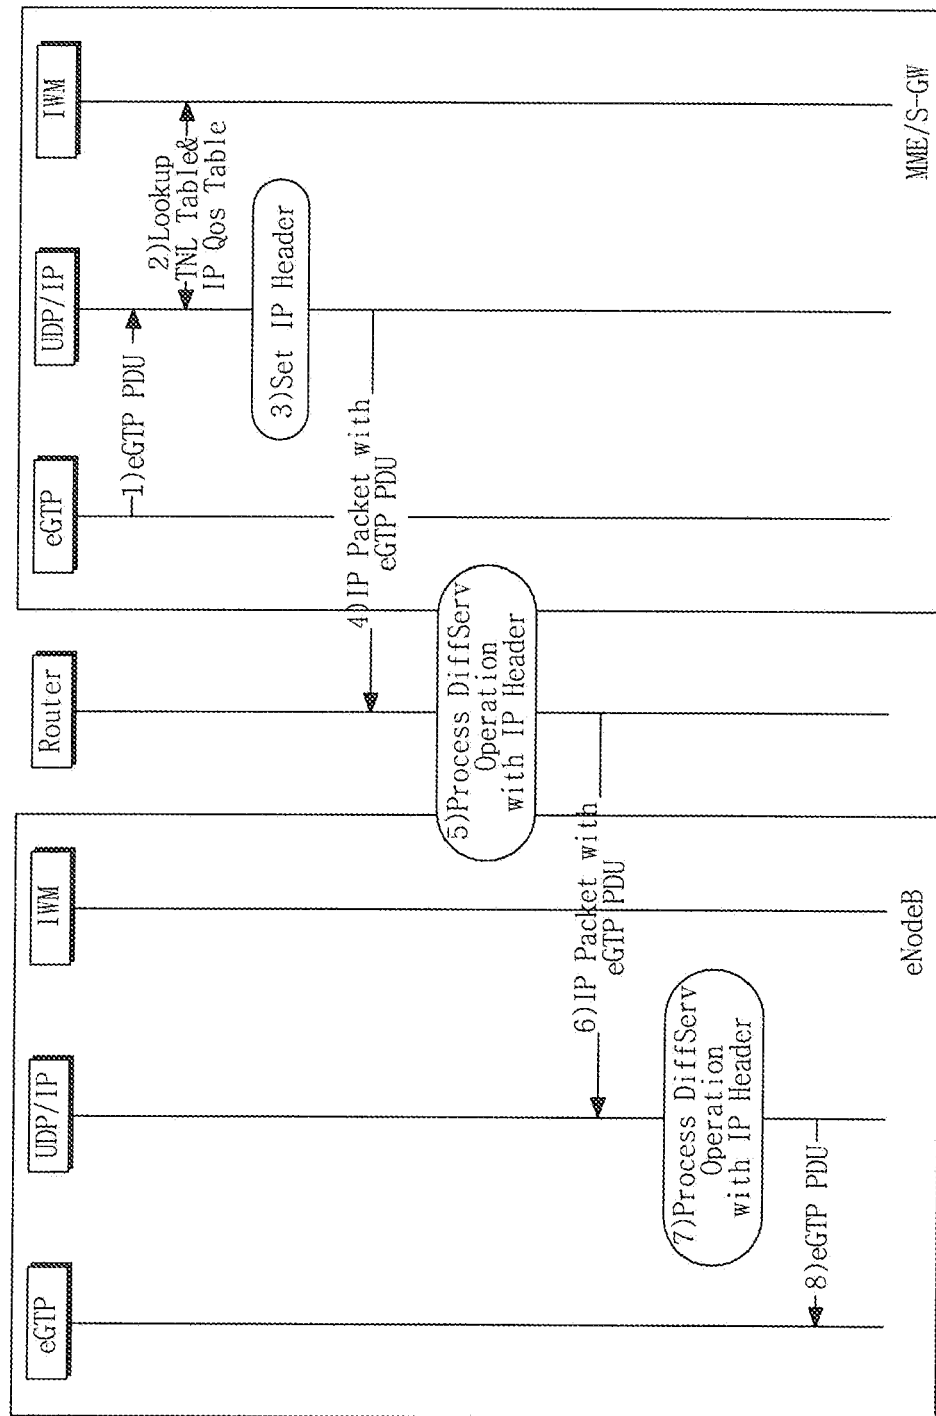 eGTP
UDP/IP
IWM
Router
eGTP
UDP/IP
IWM
1)eGTP PDU
2)Lookup
TNL Table&
IP Qos Table
3)Set IP Header
4)IP Packet with
eGTP PDU
5)Process DiffServ
Operation
with IP Header
6)IP Packet with
eGTP PDU
7)Process DiffServ
Operation
with IP Header
8)eGTP PDU
eNodeB
MME/S-GW